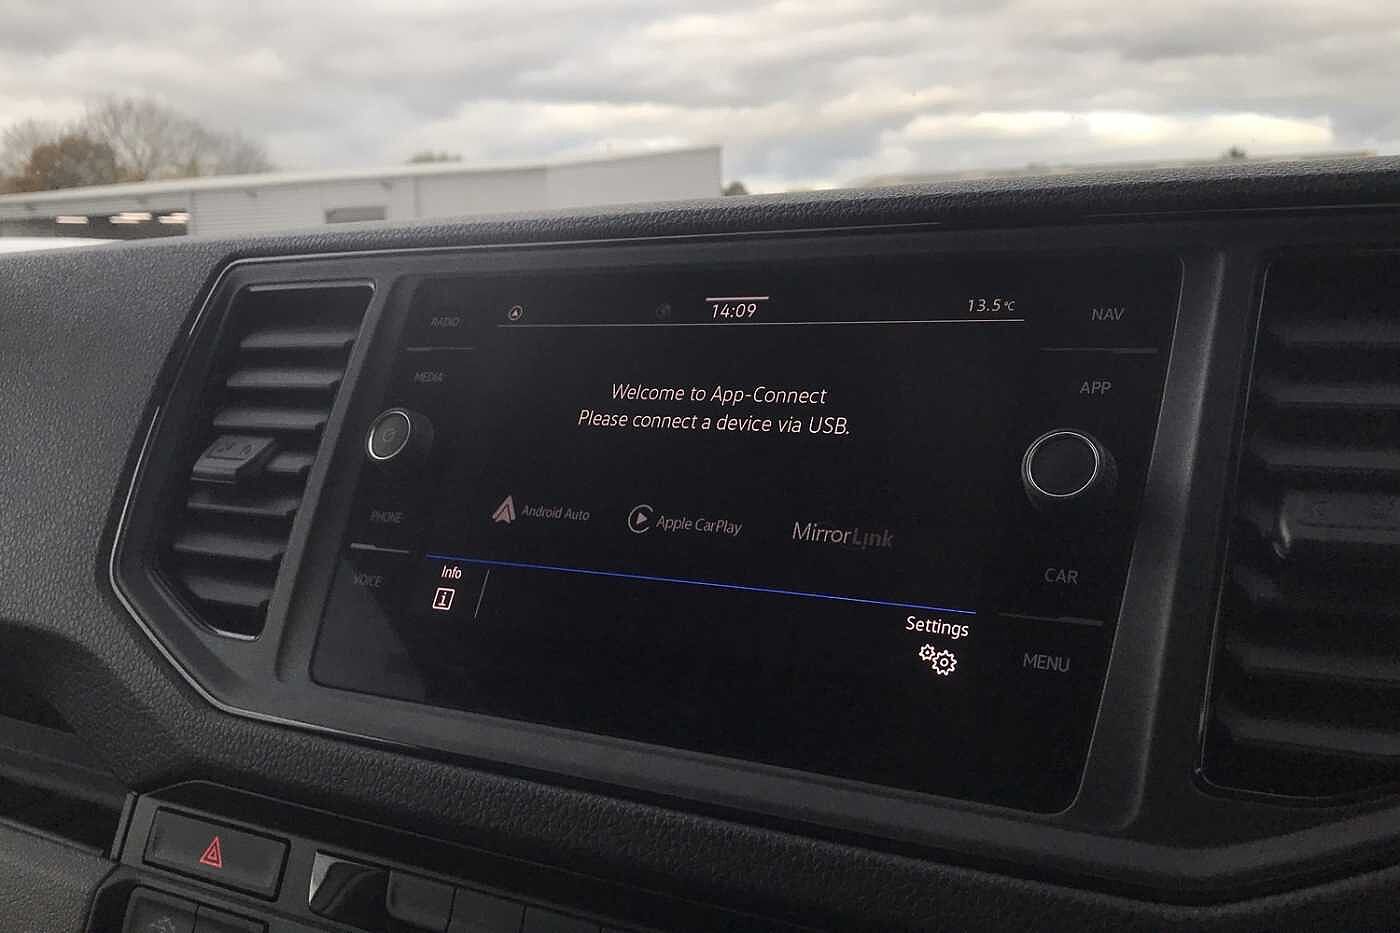 RADIO
MEDIA
PHONE
VOICE
14:09
13.5°C
Welcome to App-Connect
Please connect a device via USB.
Android Auto
Apple CarPlay
MirrorLink
Info
Settings
NAV
APP
CAR
MENU